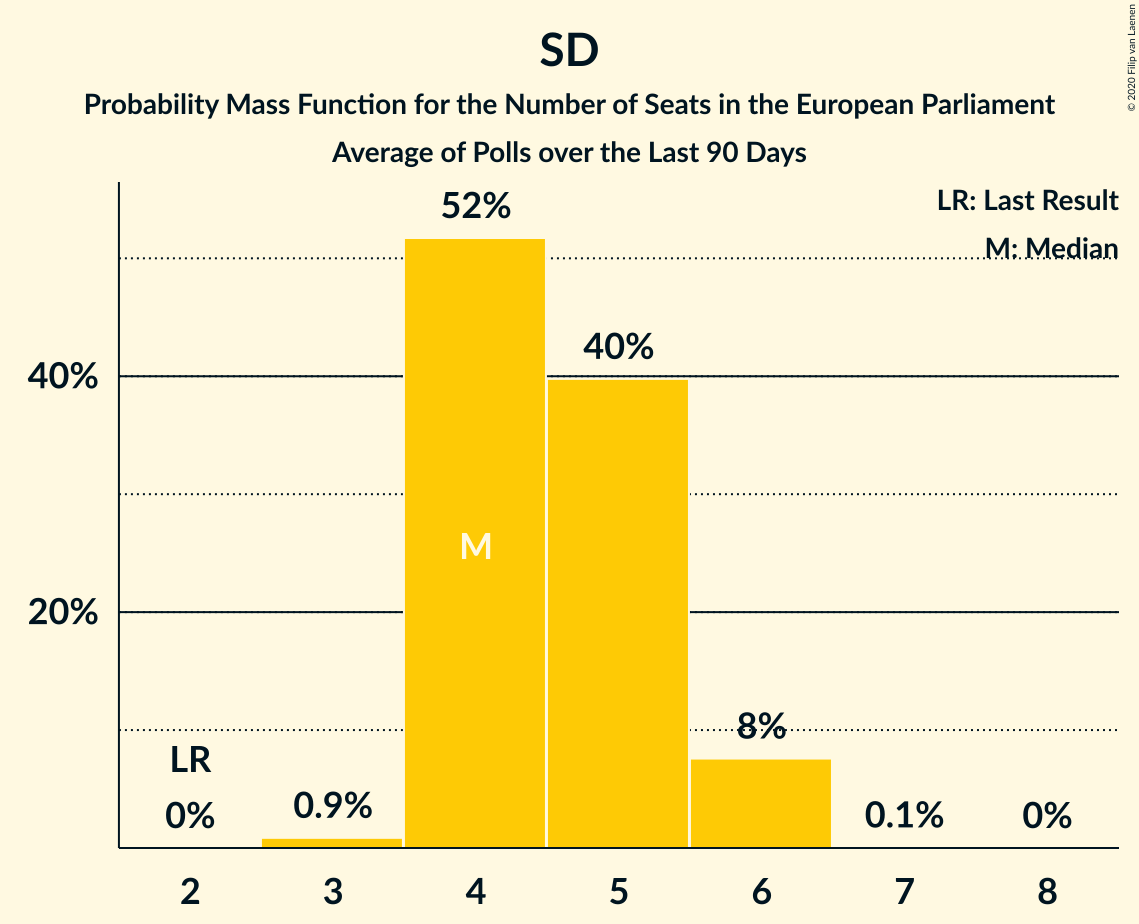 SD
Probability Mass Function for the Number of Seats in the European Parliament
Average of Polls over the Last 90 Days
© 2020 Filip van Laenen
LR: Last Result
M: Median
52%
40%
40%
M
20%
8%
LR
0%
0.9%
0.1%
0%
2 3 4 5 6 7 8